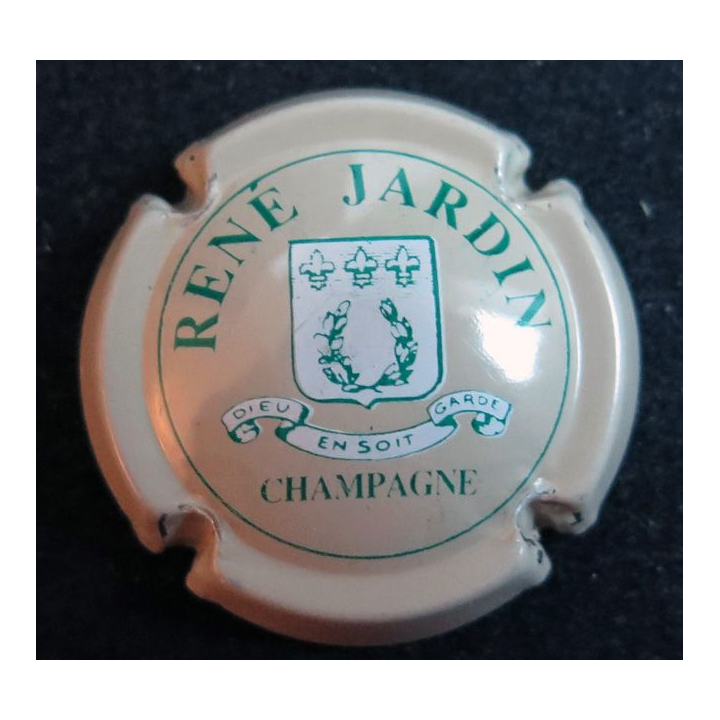 RENÉ JARDIN
DIEU EN SOIT GARDE
CHAMPAGNE